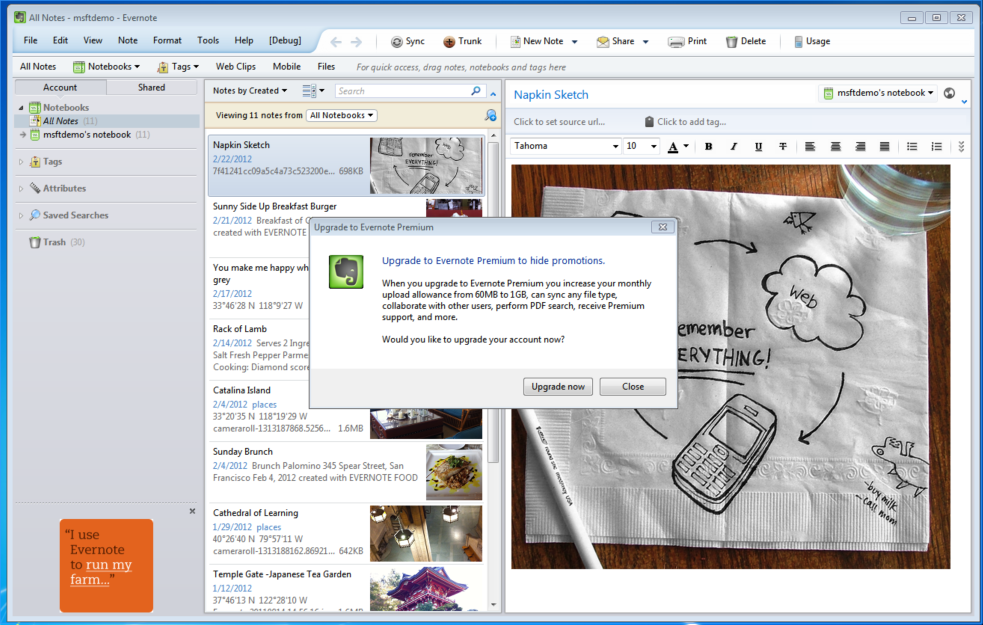 All Notes - msftdemo - Evernote
File Edit View Note Format Tools Help [Debug]
Sync Trunk New Note Share Print Delete Usage
All Notes Notebooks Tags Web Clips Mobile Files For quick access, drag notes, notebooks and tags here
Account Shared
Notebooks
All Notes (11)
msftdemo's notebook (11)
Tags
Attributes
Saved Searches
Trash (30)
"I use
Evernote
to run my
farm..."
Notes by Created Search
Viewing 11 notes from All Notebooks
Napkin Sketch
2/22/2012
7f41241cc09a5c4a73c523200e... 698KB
Sunny Side Up Breakfast Burger
2/21/2012 Breakfast of
created with EVERNOTE
You make me happy wh
grey
2/17/2012
33°46'28 N 118°9'27 W
Rack of Lamb
2/14/2012 Serves 2 Ingre
Salt Fresh Pepper Parme
Cooking: Diamond score
Catalina Island
2/4/2012 places
33°20'35 N 118°19'29 W
cameraroll-1313187868.5256... 1.6MB
Sunday Brunch
2/4/2012 Brunch Palomino 345 Spear Street, San
Francisco Feb 4, 2012 created with EVERNOTE FOOD
Cathedral of Learning
1/29/2012 places
40°26'40 N 79°57'11 W
cameraroll-1313188162.86921... 642KB
Temple Gate -Japanese Tea Garden
1/12/2012
37°46'13 N 122°28'10 W
Napkin Sketch
msftdemo's notebook
Click to set source url... Click to add tag...
Tahoma 10 A B I U T
Web
emember
ERYTHING!
-buy milk
-call mom
Upgrade to Evernote Premium
Upgrade to Evernote Premium to hide promotions.
When you upgrade to Evernote Premium you increase your monthly
upload allowance from 60MB to 1GB, can sync any file type,
collaborate with other users, perform PDF search, receive Premium
support, and more.
Would you like to upgrade your account now?
Upgrade now Close